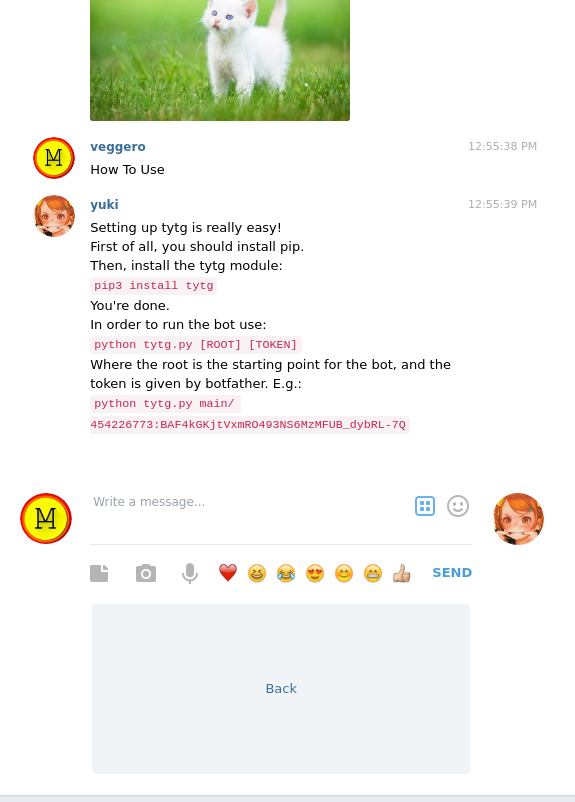 veggero 12:55:38 PM
How To Use
yuki 12:55:39 PM
Setting up tytg is really easy!
First of all, you should install pip.
Then, install the tytg module:
pip3 install tytg
You're done.
In order to run the bot use:
python tytg.py [ROOT] [TOKEN]
Where the root is the starting point for the bot, and the
token is given by botfather. E.g.:
python tytg.py main/
454226773:BAF4kGKjtVxmRO493NS6MzMFUB_dybRL-7Q
Write a message...
SEND
Back